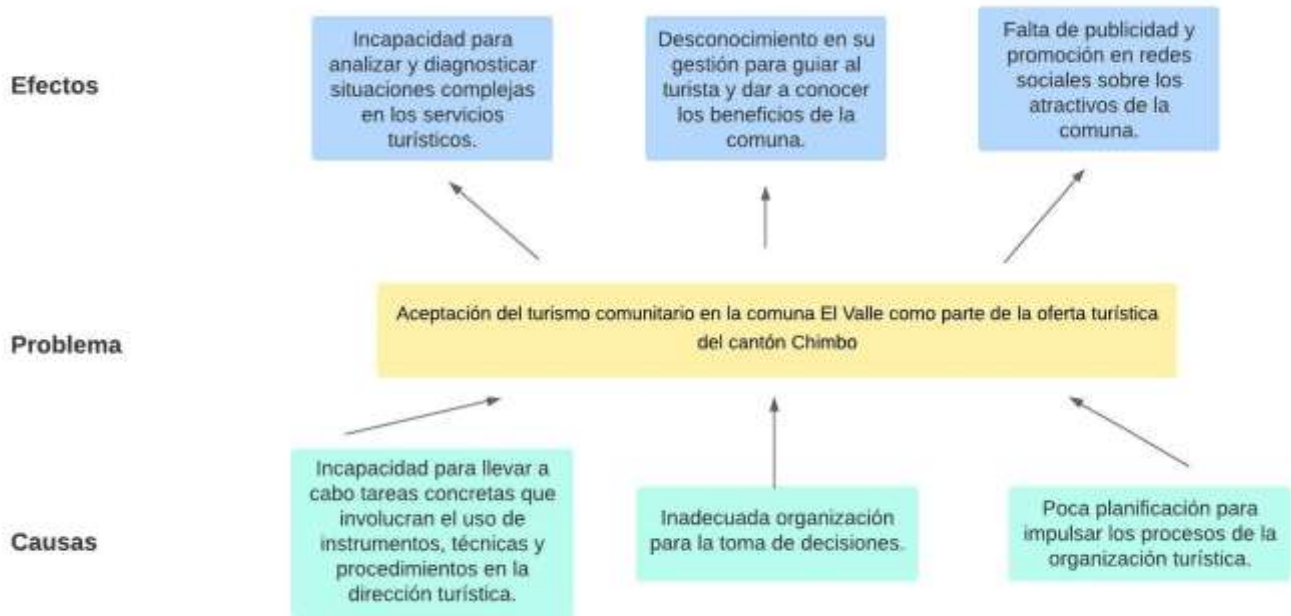 Efectos
Incapacidad para
analizar y diagnosticar
situaciones complejas
en los servicios
turísticos.
Desconocimiento en su
gestión para guiar al
turista y dar a conocer
los beneficios de la
comuna.
Falta de publicidad y
promoción en redes
sociales sobre los
atractivos de la
comuna.
Problema
Aceptación del turismo comunitario en la comuna El Valle como parte de la oferta turística
del cantón Chimbo
Causas
Incapacidad para llevar a
cabo tareas concretas que
involucran el uso de
instrumentos, técnicas y
procedimientos en la
dirección turística.
Inadecuada organización
para la toma de decisiones.
Poca planificación para
impulsar los procesos de la
organización turística.